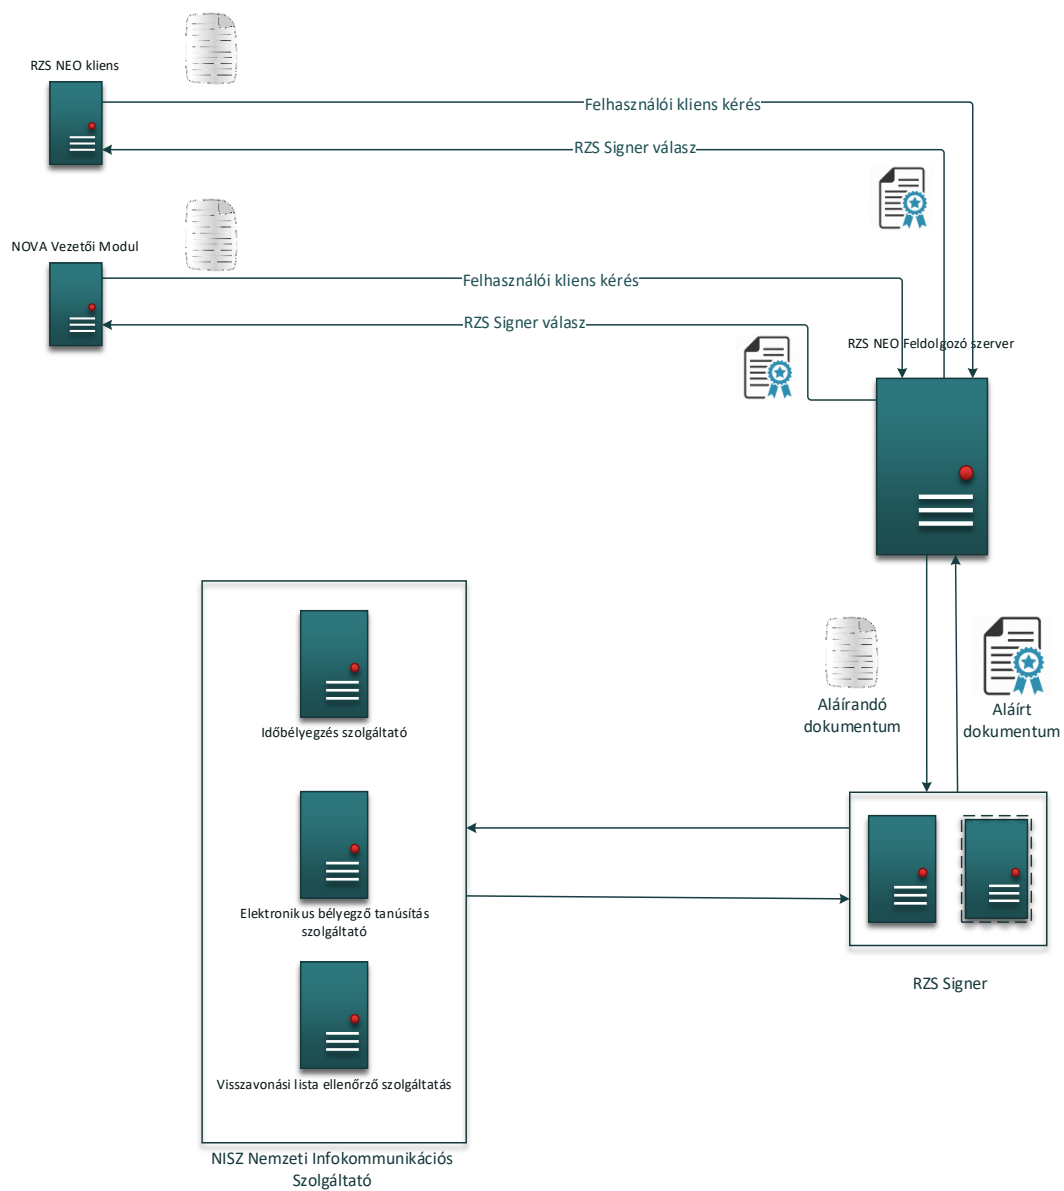 RZS NEO kliens
Felhasználói kliens kérés
RZS Signer válasz
NOVA Vezetői Modul
Felhasználói kliens kérés
RZS Signer válasz
RZS NEO Feldolgozó szerver
Aláírandó
dokumentum
Aláírt
dokumentum
Időbélyegzés szolgáltató
Elektronikus bélyegző tanúsítás
szolgáltató
RZS Signer
Visszavonási lista ellenőrző szolgáltatás
NISZ Nemzeti Infokommunikációs
Szolgáltató